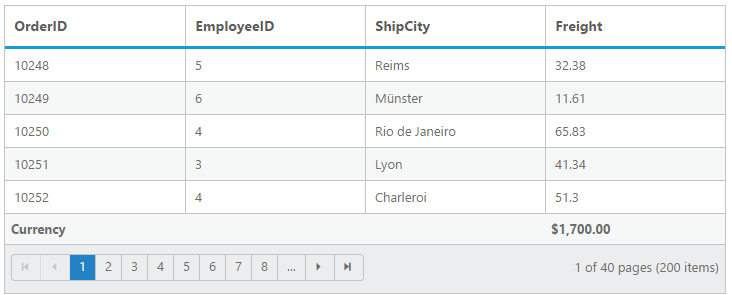 OrderID EmployeeID ShipCity Freight
10248 5 Reims 32.38
10249 6 Münster 11.61
10250 4 Rio de Janeiro 65.83
10251 3 Lyon 41.34
10252 4 Charleroi 51.3
Currency $1,700.00
1 2 3 4 5 6 7 8 ... 1 of 40 pages (200 items)